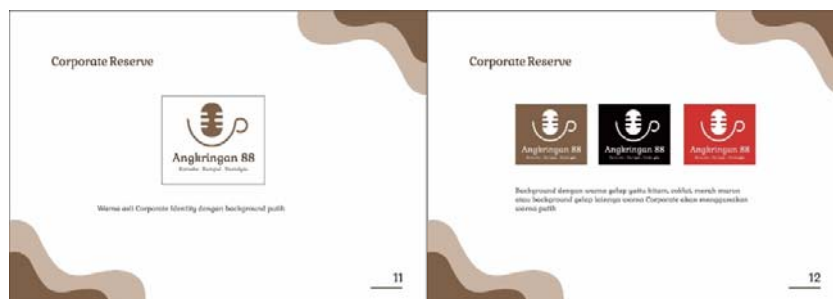 Corporate Reserve
Angkringan 88
Warna asli Corporate Identity dengan background putih
11
Corporate Reserve
Angkringan 88
Angkringan 88
Angkringan 88
Background dengan warna gelap yaitu hitam, coklat, merah maron
atau background gelap lainnya warna Corporate akan menggunakan
warna putih
12